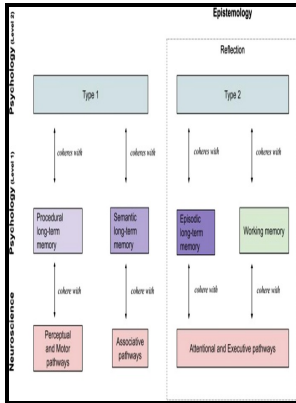 Epistemology
Reflection
Psychology (Level 2)
Type 1
Type 2
coheres with
coheres with
coheres with
coheres with
Psychology (Level 1)
Procedural
long-term
memory
Semantic
long-term
memory
Episodic
long-term
memory
Working memory
cohere with
cohere with
cohere with
cohere with
Neuroscience
Perceptual
and Motor
pathways
Associative
pathways
Attentional and Executive pathways